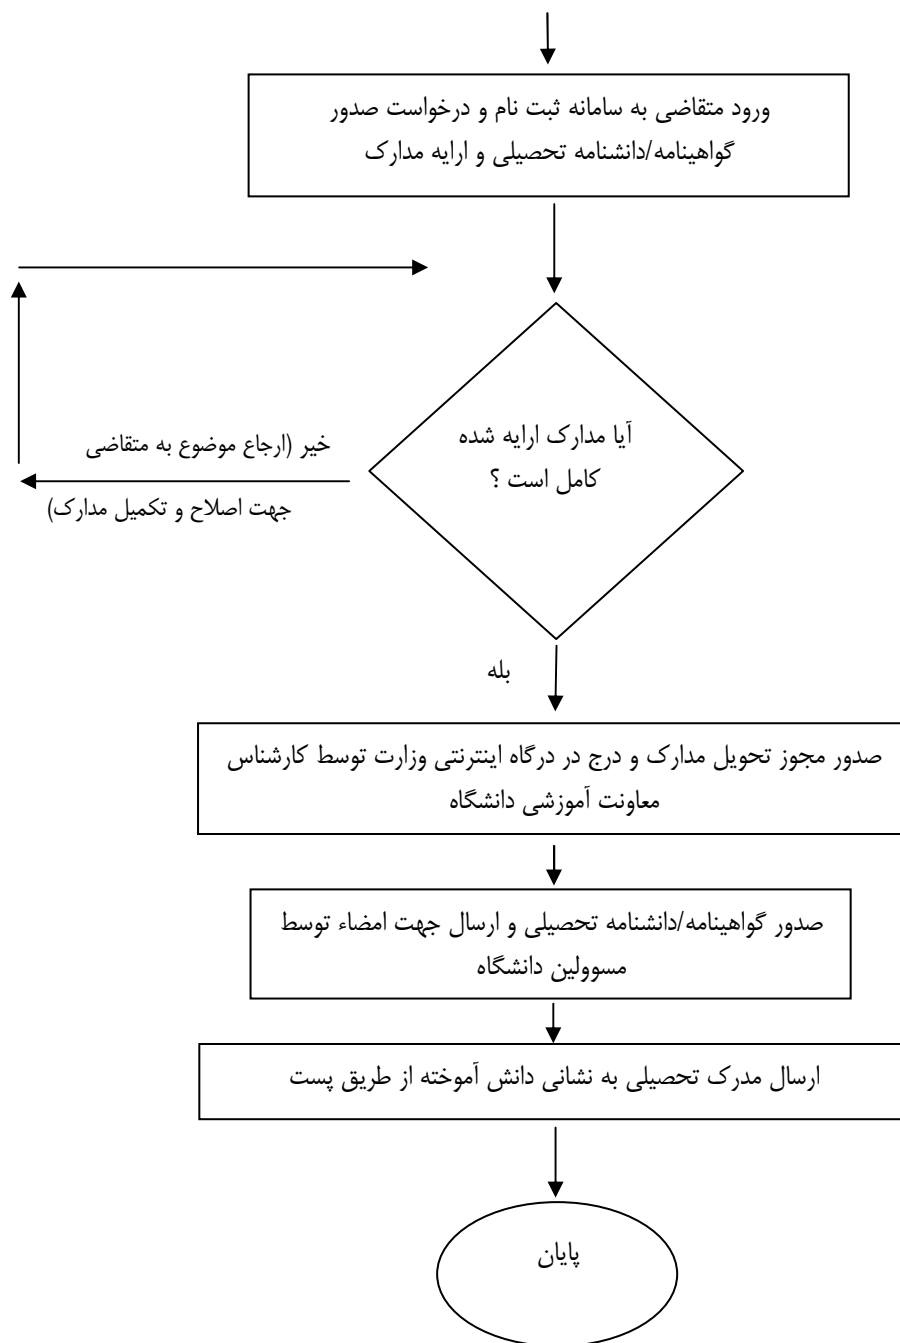 ورود متقاضی به سامانه ثبت نام و درخواست صدور
گواهینامه/دانشنامه تحصیلی و ارایه مدارک
آیا مدارک ارایه شده
کامل است ؟
خیر (ارجاع موضوع به متقاضی
جهت اصلاح و تکمیل مدارک)
بله
صدور مجوز تحویل مدارک و درج در درگاه اینترنتی وزارت توسط کارشناس
معاونت آموزشی دانشگاه
صدور گواهینامه/دانشنامه تحصیلی و ارسال جهت امضاء توسط
مسوولین دانشگاه
ارسال مدرک تحصیلی به نشانی دانش آموخته از طریق پست
پایان